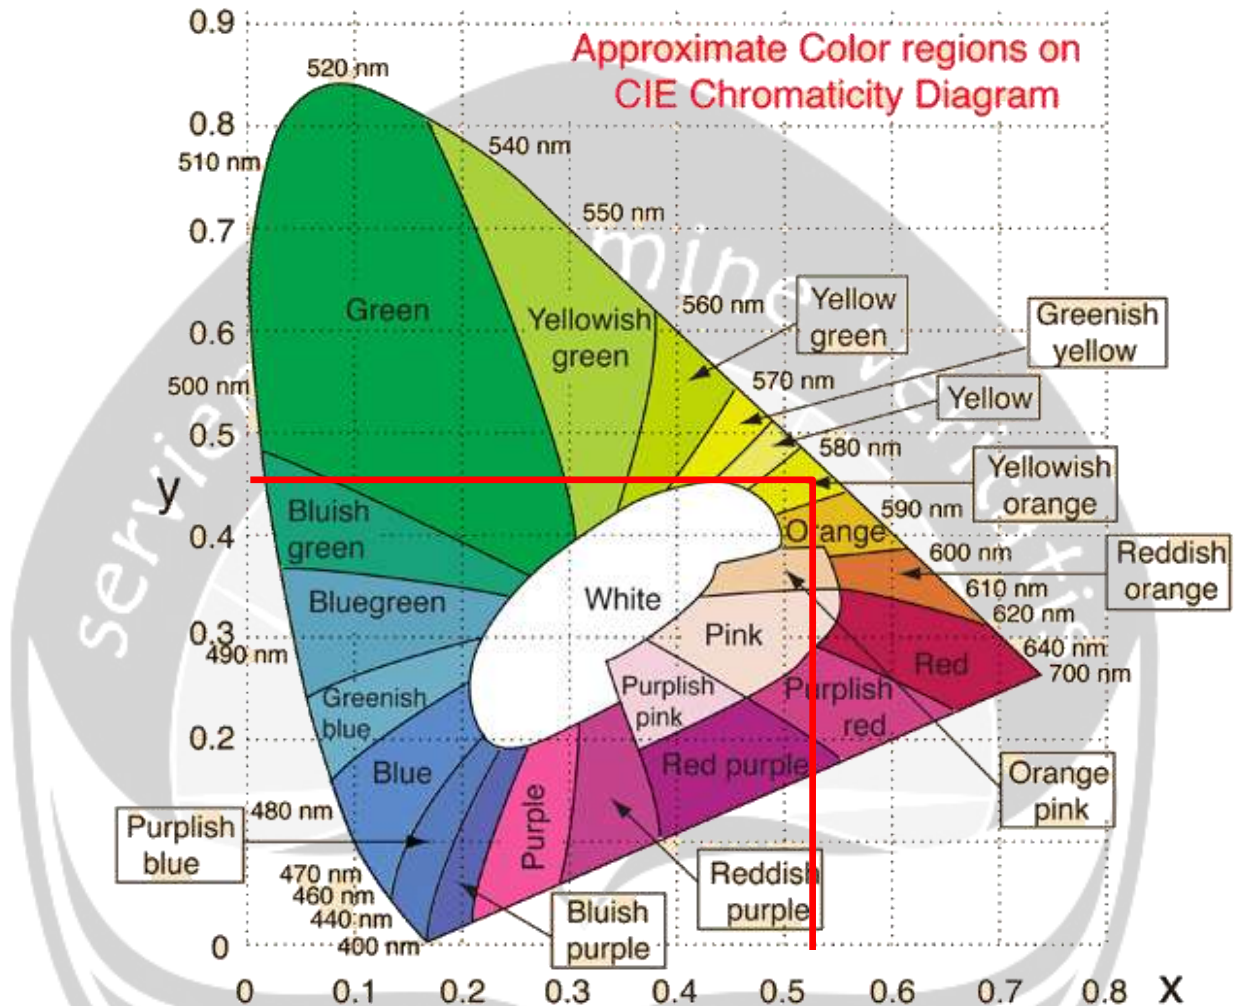 Approximate Color regions on
CIE Chromaticity Diagram
0.9
0.8
0.7
0.6
0.5
0.4
0.3
0.2
0
y
0
0.1
0.2
0.3
0.4
0.5
0.6
0.7
0.8
x
520 nm
510 nm
540 nm
550 nm
560 nm
570 nm
580 nm
590 nm
600 nm
610 nm
620 nm
640 nm
700 nm
500 nm
490 nm
480 nm
470 nm
460 nm
440 nm
400 nm
Green
Yellowish
green
Yellow
green
Greenish
yellow
Yellow
Yellowish
orange
Orange
Reddish
orange
Bluish
green
Bluegreen
Greenish
blue
Blue
White
Pink
Purplish
pink
Red
Purplish
red
Red purple
Purple
Purplish
blue
Bluish
purple
Reddish
purple
Orange
pink
servien
mine
verita